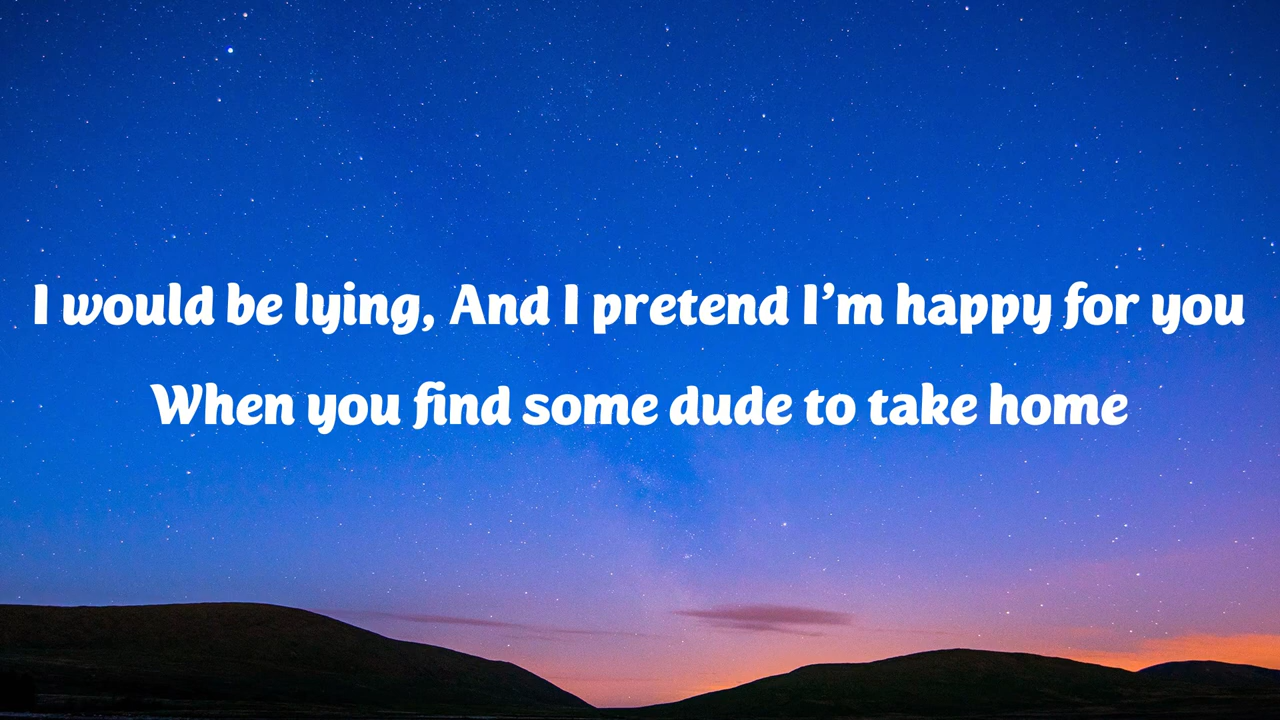 I would be lying, And I pretend I’m happy for you
When you find some dude to take home